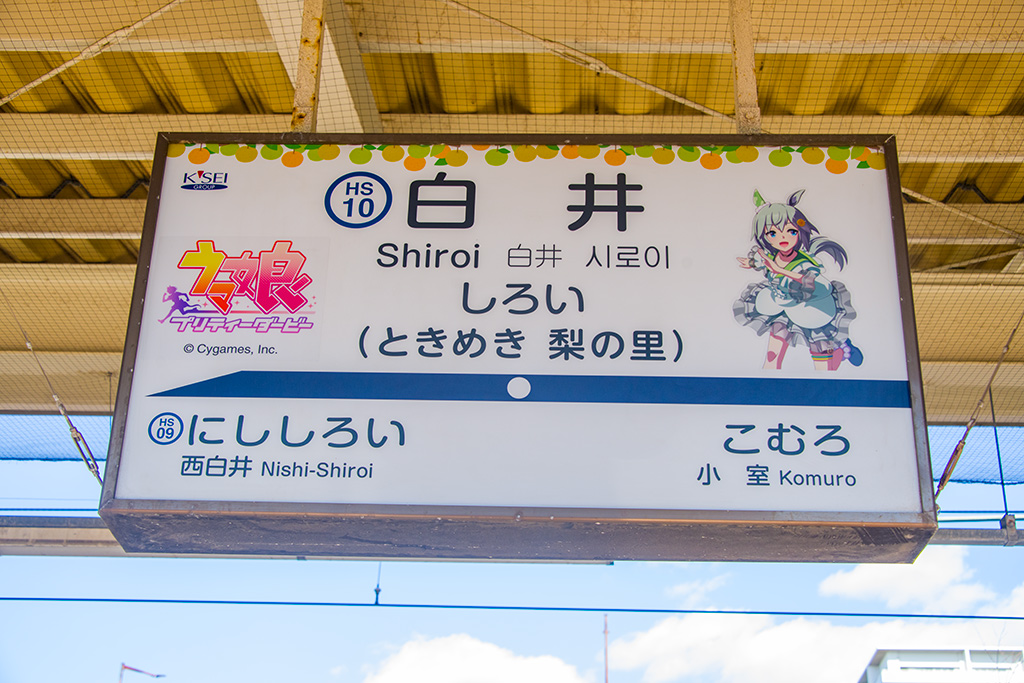 K'SEI
GROUP
HS
10
白 井
Shiroi 白井 시로이
しろい
(ときめき 梨の里)
ウマ娘
プリティーダービー
© Cygames, Inc.
HS
09
にししろい
西白井 Nishi-Shiroi
こむろ
小 室 Komuro